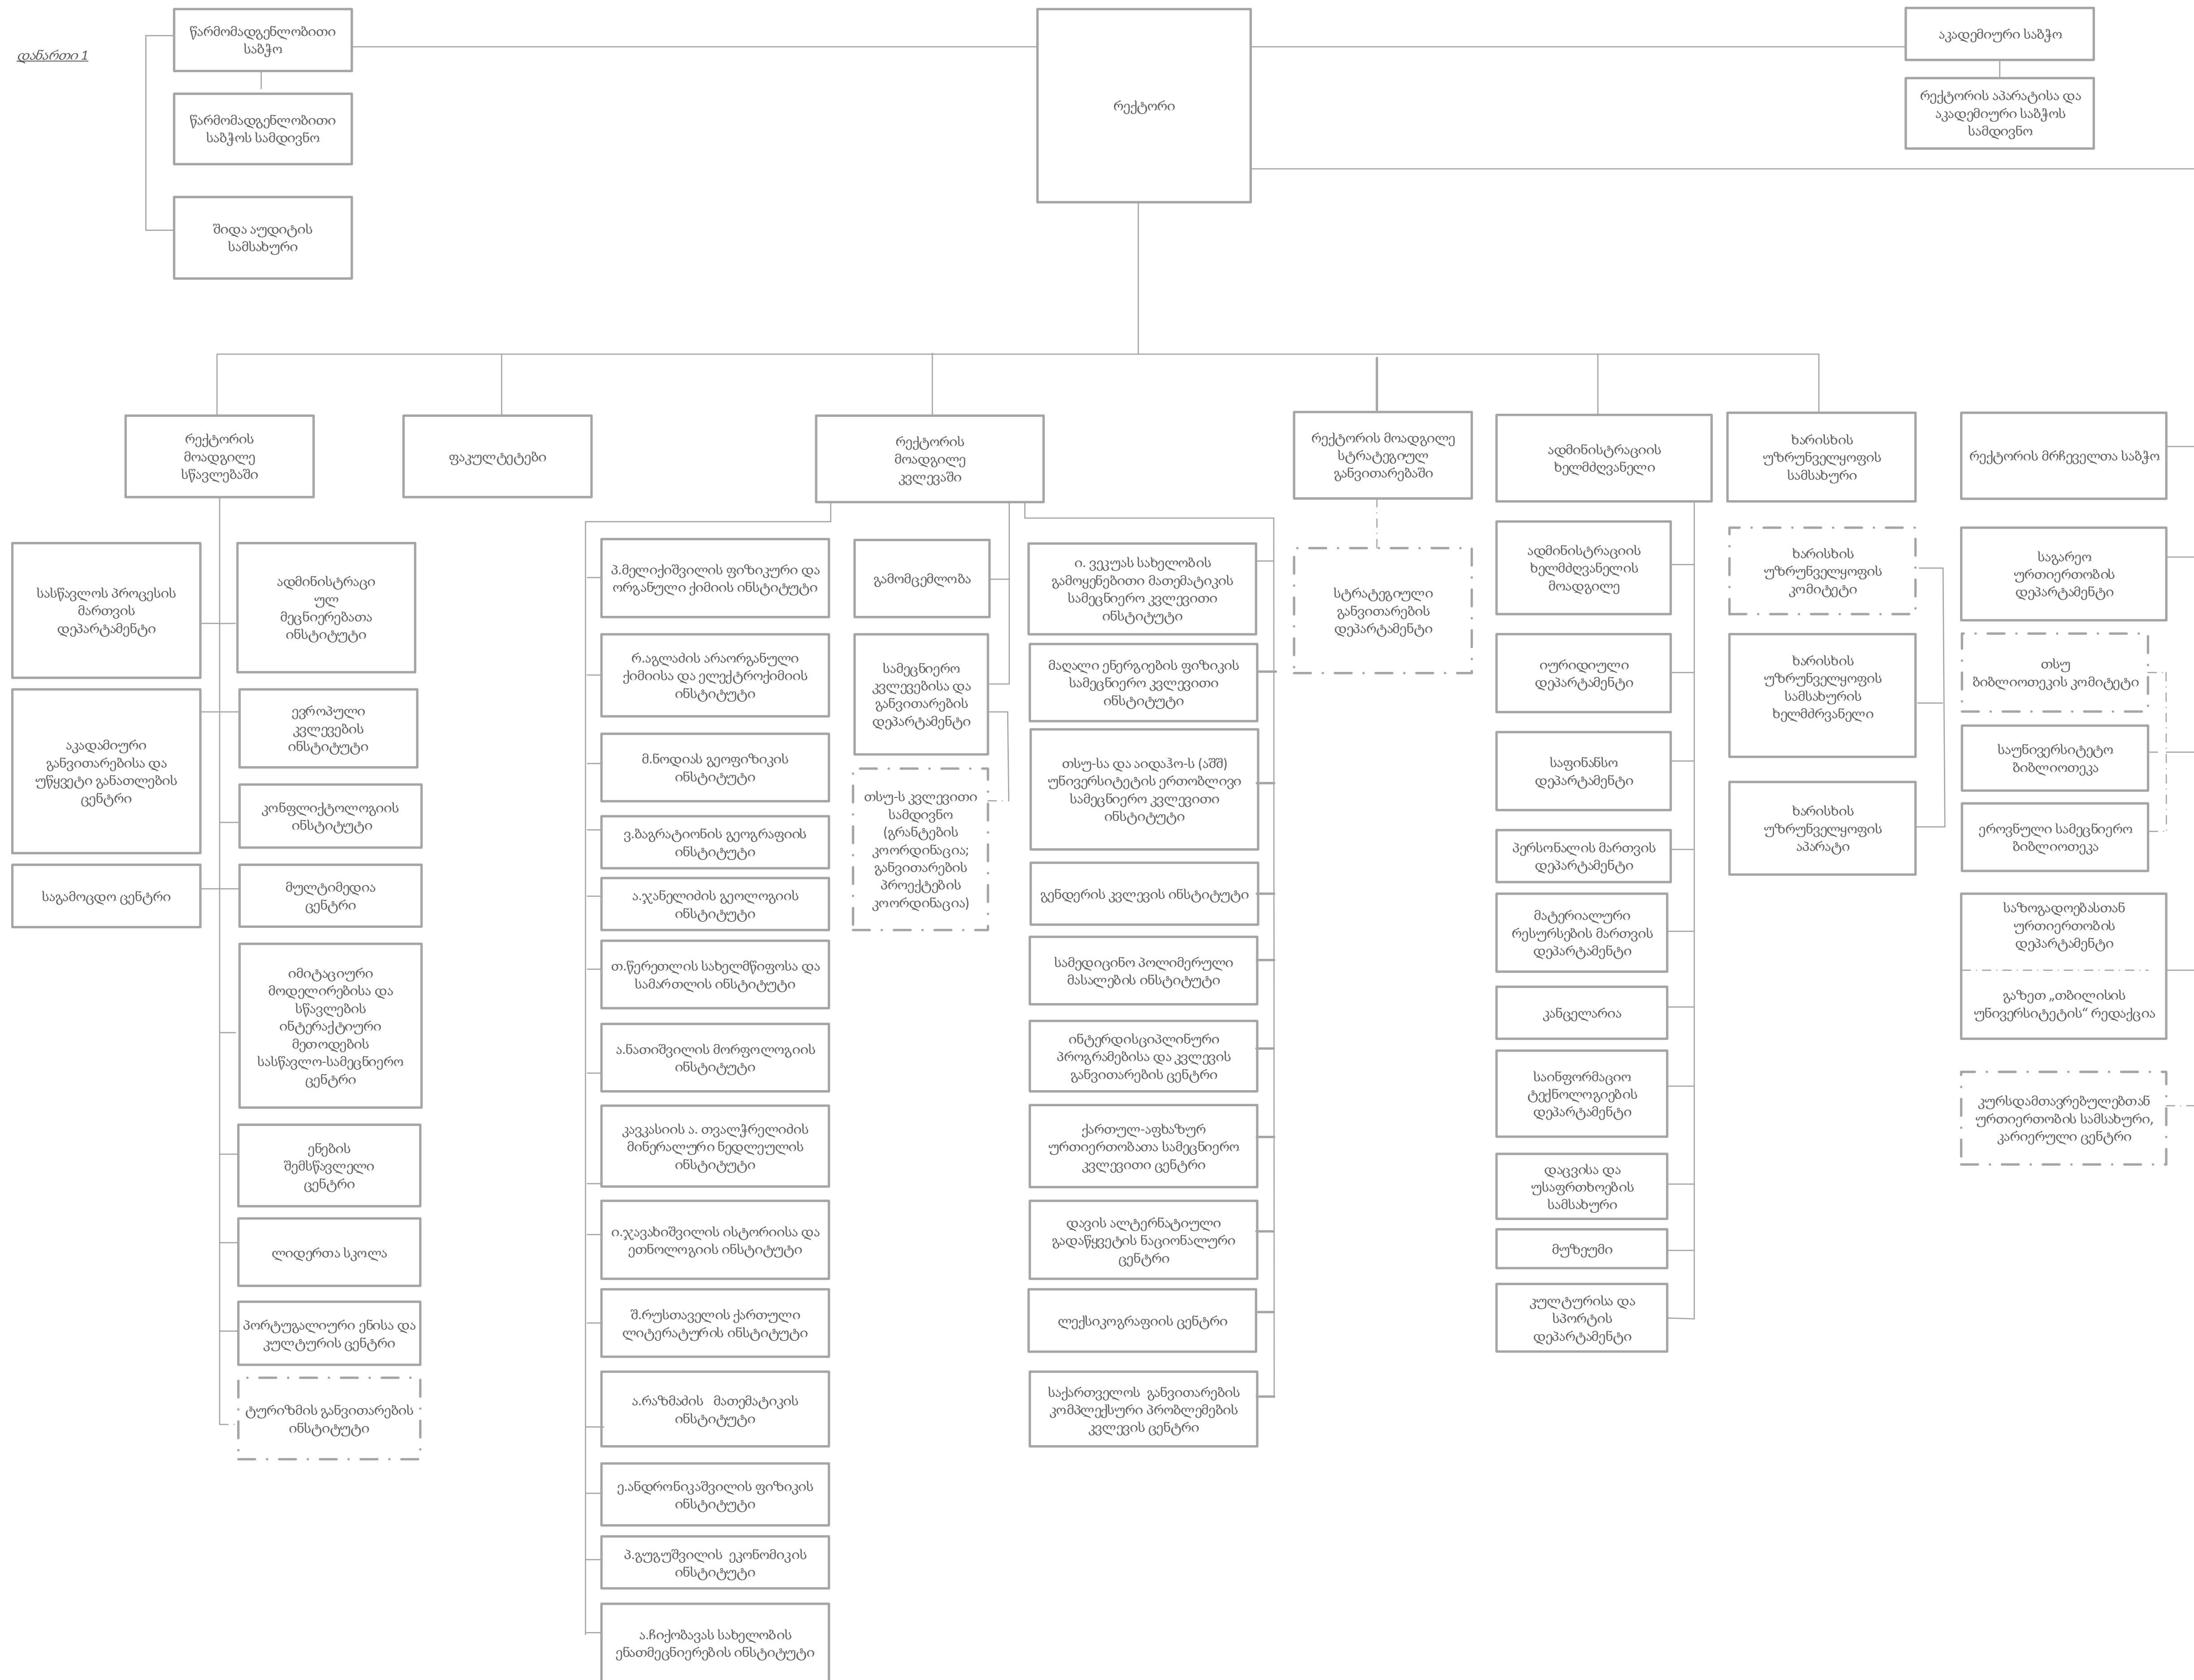 დანართი 1
წარმომადგენლობითი
საბჭო
წარმომადგენლობითი
საბჭოს სამდივნო
შიდა აუდიტის
სამსახური
რექტორი
აკადემიური საბჭო
რექტორის აპარატისა და
აკადემიური საბჭოს
სამდივნო
რექტორის
მოადგილე
სწავლებაში
ფაკულტეტები
რექტორის
მოადგილე
კვლევაში
რექტორის მოადგილე
სტრატეგიულ
განვითარებაში
ადმინისტრაციის
ხელმძღვანელი
ხარისხის
უზრუნველყოფის
სამსახური
რექტორის მრჩეველთა საბჭო
სასწავლოს პროცესის
მართვის
დეპარტამენტი
აკადამიური
განვითარებისა და
უწყვეტი განათლების
ცენტრი
საგამოცდო ცენტრი
ადმინისტრაცი
ულ
მეცნიერებათა
ინსტიტუტი
ევროპული
კვლევების
ინსტიტუტი
კონფლიქტოლოგიის
ინსტიტუტი
მულტიმედია
ცენტრი
იმიტაციური
მოდელირებისა და
სწავლების
ინტერაქტიური
მეთოდების
სასწავლო-სამეცნიერო
ცენტრი
ენების
შემსწავლელი
ცენტრი
ლიდერთა სკოლა
პორტუგალიური ენისა და
კულტურის ცენტრი
ტურიზმის განვითარების
ინსტიტუტი
პ.მელიქიშვილის ფიზიკური და
ორგანული ქიმიის ინსტიტუტი
რ.აგლაძის არაორგანული
ქიმიისა და ელექტროქიმიის
ინსტიტუტი
მ.ნოდიას გეოფიზიკის
ინსტიტუტი
ვ.ბაგრატიონის გეოგრაფიის
ინსტიტუტი
ა.ჯანელიძის გეოლოგიის
ინსტიტუტი
თ.წერეთლის სახელმწიფოსა და
სამართლის ინსტიტუტი
ა.ნათიშვილის მორფოლოგიის
ინსტიტუტი
კავკასიის ა. თვალჭრელიძის
მინერალური ნედლეულის
ინსტიტუტი
ი.ჯავახიშვილის ისტორიისა და
ეთნოლოგიის ინსტიტუტი
შ.რუსთაველის ქართული
ლიტერატურის ინსტიტუტი
ა.რაზმაძის მათემატიკის
ინსტიტუტი
ე.ანდრონიკაშვილის ფიზიკის
ინსტიტუტი
პ.გუგუშვილის ეკონომიკის
ინსტიტუტი
ა.ჩიქობავას სახელობის
ენათმეცნიერების ინსტიტუტი
გამომცემლობა
სამეცნიერო
კვლევებისა და
განვითარების
დეპარტამენტი
თსუ-ს კვლევითი
სამდივნო
(გრანტების
კოორდინაცია;
განვითარების
პროექტების
კოორდინაცია)
ი. ვეკუას სახელობის
გამოყენებითი მათემატიკის
სამეცნიერო კვლევითი
ინსტიტუტი
მაღალი ენერგიების ფიზიკის
სამეცნიერო კვლევითი
ინსტიტუტი
თსუ-სა და აიდაჰო-ს (აშშ)
უნივერსიტეტის ერთობლივი
სამეცნიერო კვლევითი
ინსტიტუტი
გენდერის კვლევის ინსტიტუტი
სამედიცინო პოლიმერული
მასალების ინსტიტუტი
ინტერდისციპლინური
პროგრამებისა და კვლევის
განვითარების ცენტრი
ქართულ-აფხაზურ
ურთიერთობათა სამეცნიერო
კვლევითი ცენტრი
დავის ალტერნატიული
გადაწყვეტის ნაციონალური
ცენტრი
ლექსიკოგრაფიის ცენტრი
საქართველოს განვითარების
კომპლექსური პრობლემების
კვლევის ცენტრი
სტრატეგიული
განვითარების
დეპარტამენტი
ადმინისტრაციის
ხელმძღვანელის
მოადგილე
იურიდიული
დეპარტამენტი
საფინანსო
დეპარტამენტი
პერსონალის მართვის
დეპარტამენტი
მატერიალური
რესურსების მართვის
დეპარტამენტი
კანცელარია
საინფორმაციო
ტექნოლოგიების
დეპარტამენტი
დაცვისა და
უსაფრთხოების
სამსახური
მუზეუმი
კულტურისა და
სპორტის
დეპარტამენტი
ხარისხის
უზრუნველყოფის
კომიტეტი
ხარისხის
უზრუნველყოფის
სამსახურის
ხელმძრვანელი
ხარისხის
უზრუნველყოფის
აპარატი
საგარეო
ურთიერთობის
დეპარტამენტი
თსუ
ბიბლიოთეკის კომიტეტი
საუნივერსიტეტო
ბიბლიოთეკა
ეროვნული სამეცნიერო
ბიბლიოთეკა
საზოგადოებასთან
ურთიერთობის
დეპარტამენტი
გაზეთ „თბილისის
უნივერსიტეტის“ რედაქცია
კურსდამთავრებულებთან
ურთიერთობის სამსახური,
კარიერული ცენტრი